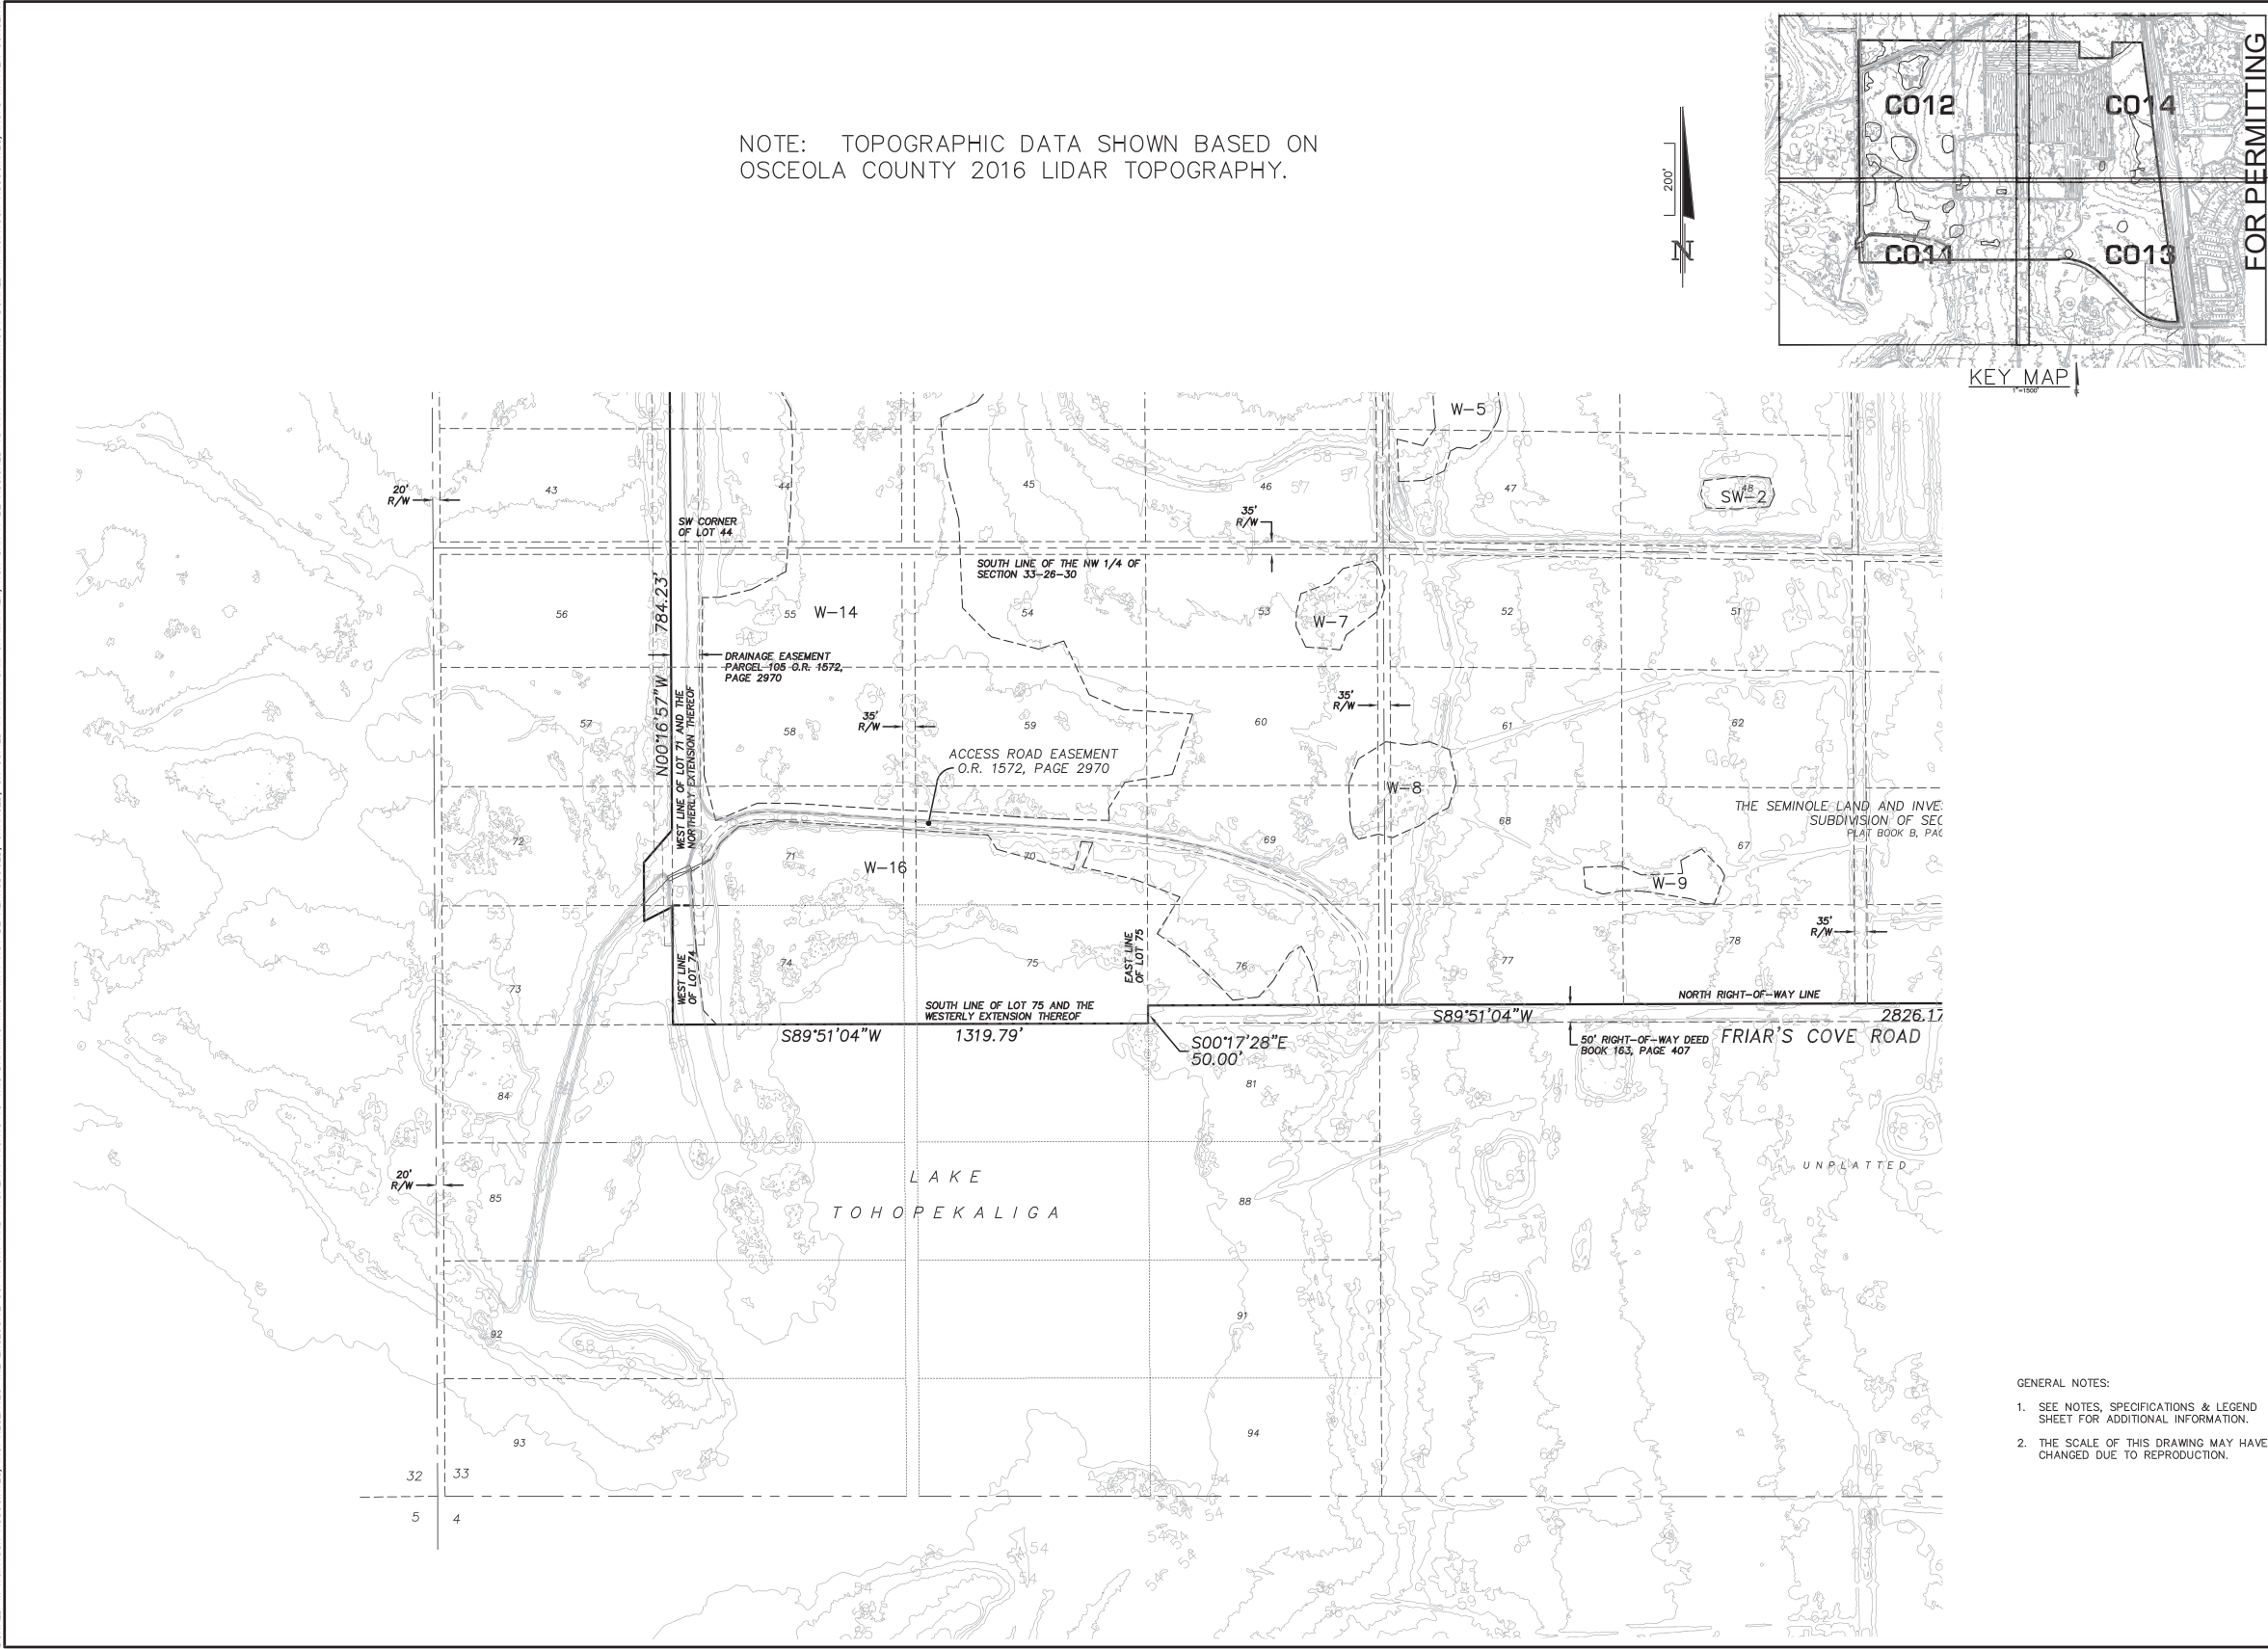 NOTE: TOPOGRAPHIC DATA SHOWN BASED ON
OSCEOLA COUNTY 2016 LIDAR TOPOGRAPHY.
200'
N
C012
C014
C011
C013
FOR PERMITTING
KEY MAP
1"=1500'
W-5
20'
R/W
43
44
45
46
47
48
SW-2
SW CORNER
OF LOT 44
35'
R/W
SOUTH LINE OF THE NW 1/4 OF
SECTION 33-26-30
56
55
W-14
54
53
W-7
52
51
N00°16'57"W 784.23'
DRAINAGE EASEMENT
PARCEL 105 O.R. 1572,
PAGE 2970
WEST LINE OF LOT 71 AND THE
NORTHERLY EXTENSION THEREOF
57
58
35'
R/W
59
60
35'
R/W
61
62
ACCESS ROAD EASEMENT
O.R. 1572, PAGE 2970
W-8
THE SEMINOLE LAND AND INVE
SUBDIVISION OF SEC
PLAT BOOK B, PAG
72
71
W-16
70
69
68
67
W-9
35'
R/W
73
WEST LINE
OF LOT 74
74
75
EAST LINE
OF LOT 75
76
77
78
SOUTH LINE OF LOT 75 AND THE
WESTERLY EXTENSION THEREOF
NORTH RIGHT-OF-WAY LINE
S89°51'04"W 1319.79'
S00°17'28"E
50.00'
S89°51'04"W
2826.17
50' RIGHT-OF-WAY DEED
BOOK 163, PAGE 407
FRIAR'S COVE ROAD
84
81
20'
R/W
85
LAKE
TOHOPEKALIGA
88
UNPLATTED
92
91
93
94
32 33
5 4
GENERAL NOTES:
1. SEE NOTES, SPECIFICATIONS & LEGEND
SHEET FOR ADDITIONAL INFORMATION.
2. THE SCALE OF THIS DRAWING MAY HAVE
CHANGED DUE TO REPRODUCTION.